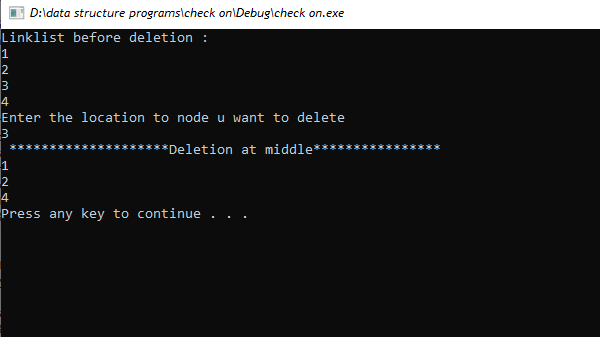 D:\data structure programs\check on\Debug\check on.exe
Linklist before deletion :
1
2
3
4
Enter the location to node u want to delete
3
********************Deletion at middle****************
1
2
4
Press any key to continue . . .